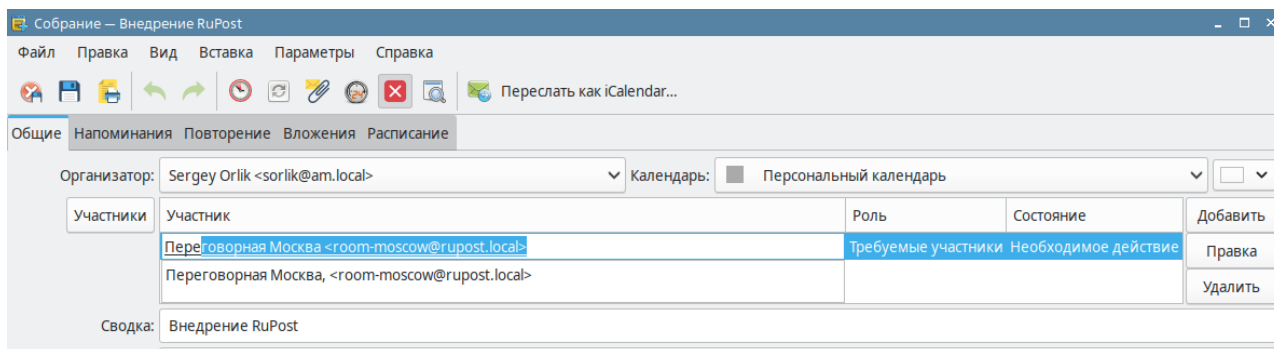 Собрание — Внедрение RuPost
Файл Правка Вид Вставка Параметры Справка
Переслать как iCalendar...
Общие Напоминания Повторение Вложения Расписание
Организатор: Sergey Orlik <sorlik@am.local> Календарь: Персональный календарь
Участники Участник Роль Состояние Добавить
Переговорная Москва <room-moscow@rupost.local> Требуемые участники Необходимое действие Правка
Переговорная Москва, <room-moscow@rupost.local>
Удалить
Сводка: Внедрение RuPost